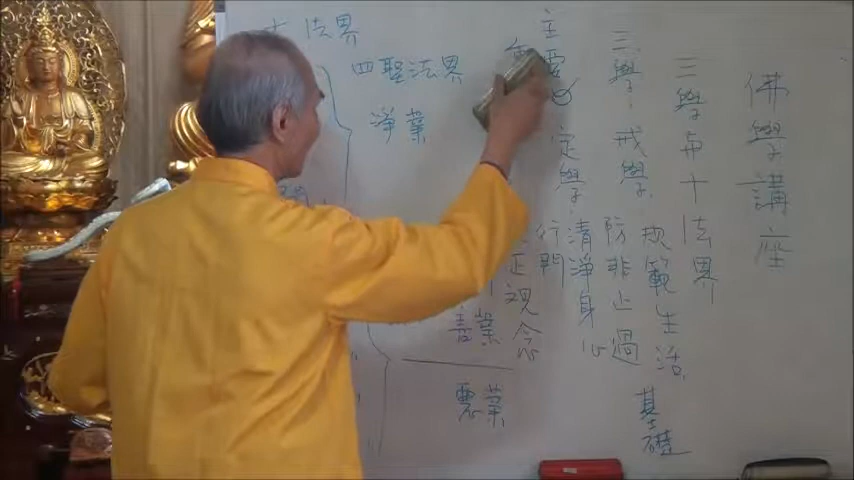 佛學講座
三學與十法界
規範生活
三學：戒學：防非止過
基礎
定學：清淨身心
行門
正視念
善業
惡業
十法界
四聖法界
淨業